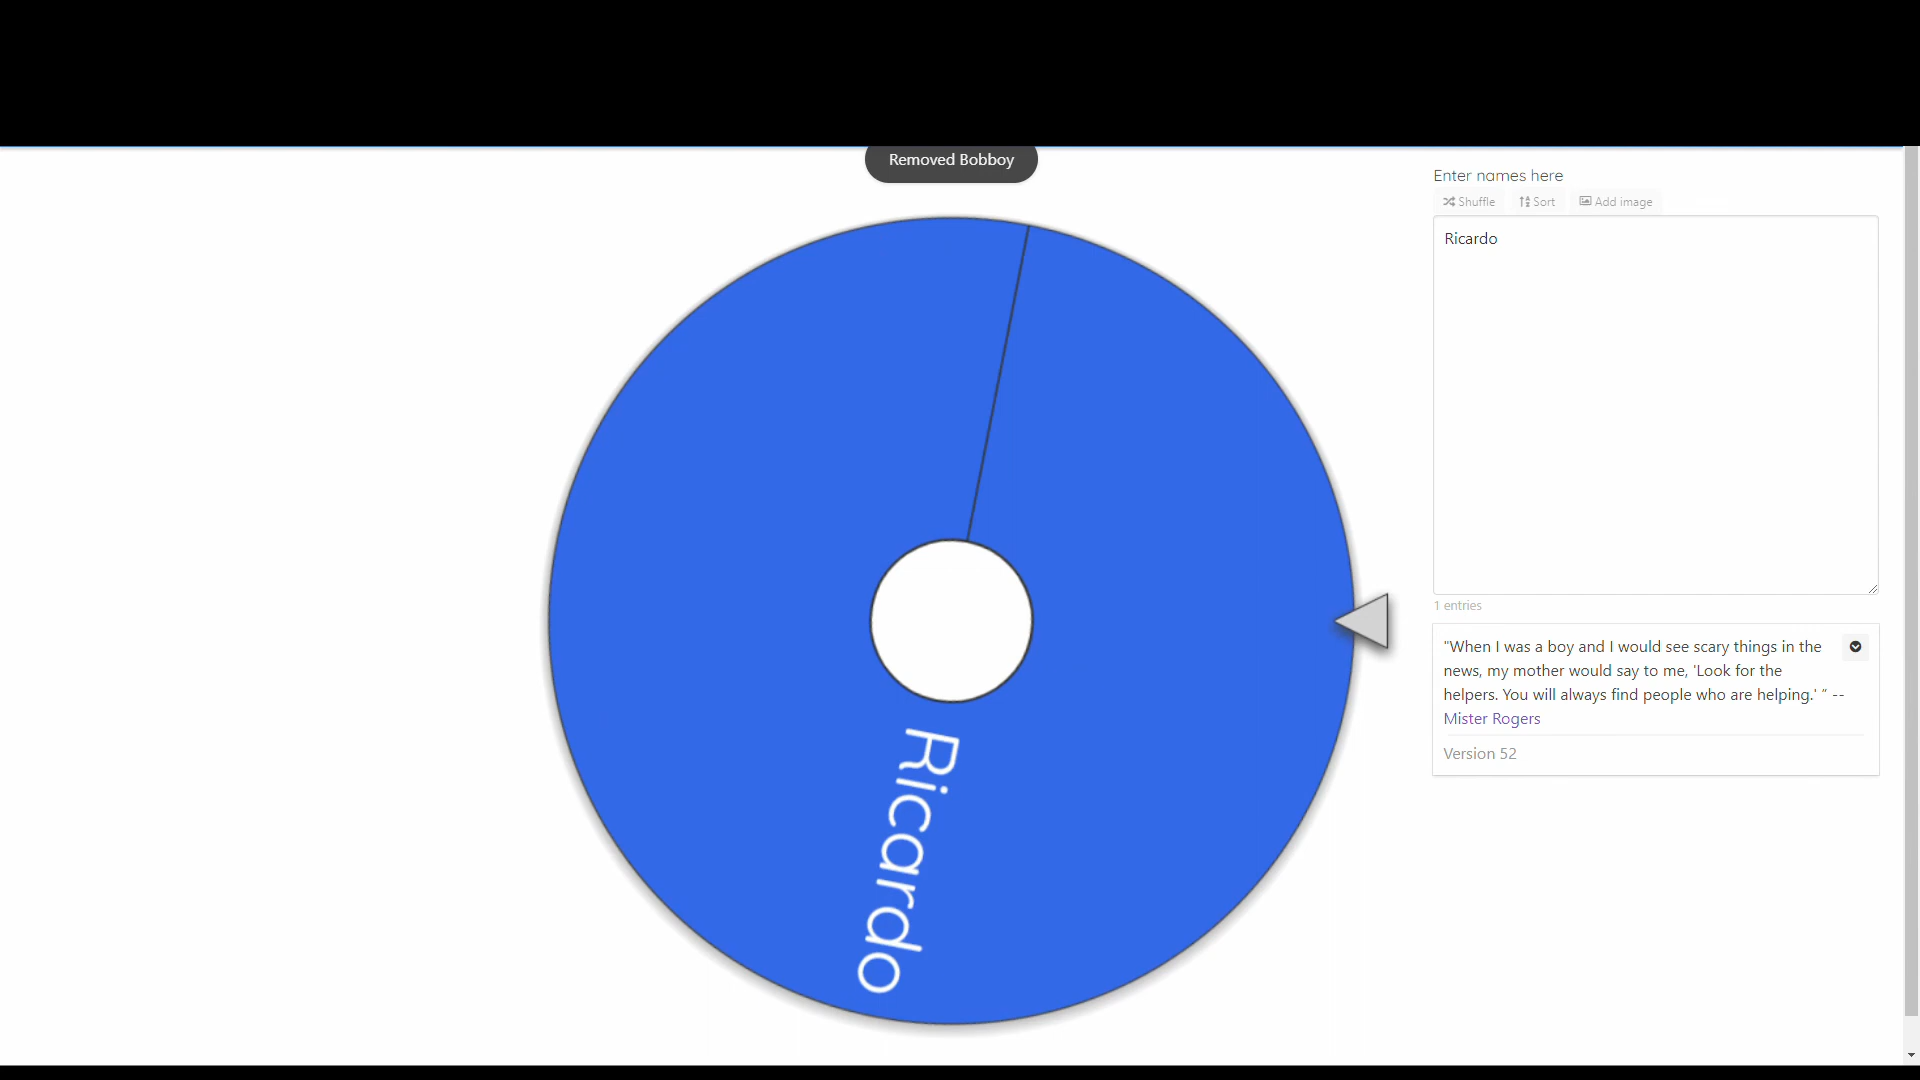 Removed Bobboy
Enter names here
Shuffle Sort Add image
Ricardo
1 entries
"When I was a boy and I would see scary things in the
news, my mother would say to me, 'Look for the
helpers. You will always find people who are helping.' ” --
Mister Rogers
Version 52
Ricardo